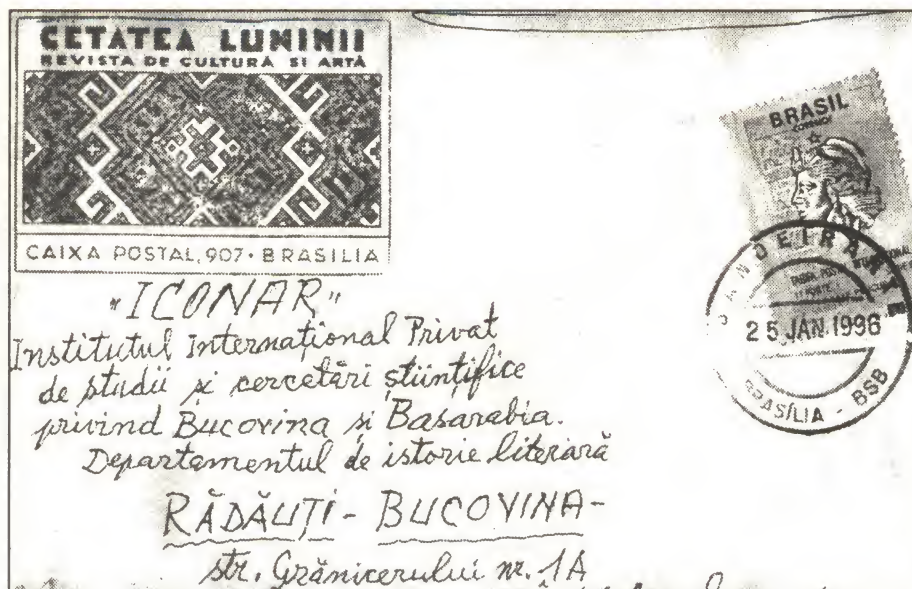 CETATEA LUMINII
REVISTA DE CULTURĂ SI ARTĂ
CAIXA POSTAL, 907 • BRASILIA
BRASIL
BANDEIRANTE
25 JAN. 1996
BRASÍLIA - BSB
"ICONAR"
Institutul Internațional Privat
de studii și cercetări științifice
privind Bucovina și Basarabia.
Departamentul de istorie literară
RĂDĂUȚI - BUCOVINA -
str. Grănicerului nr. 1A